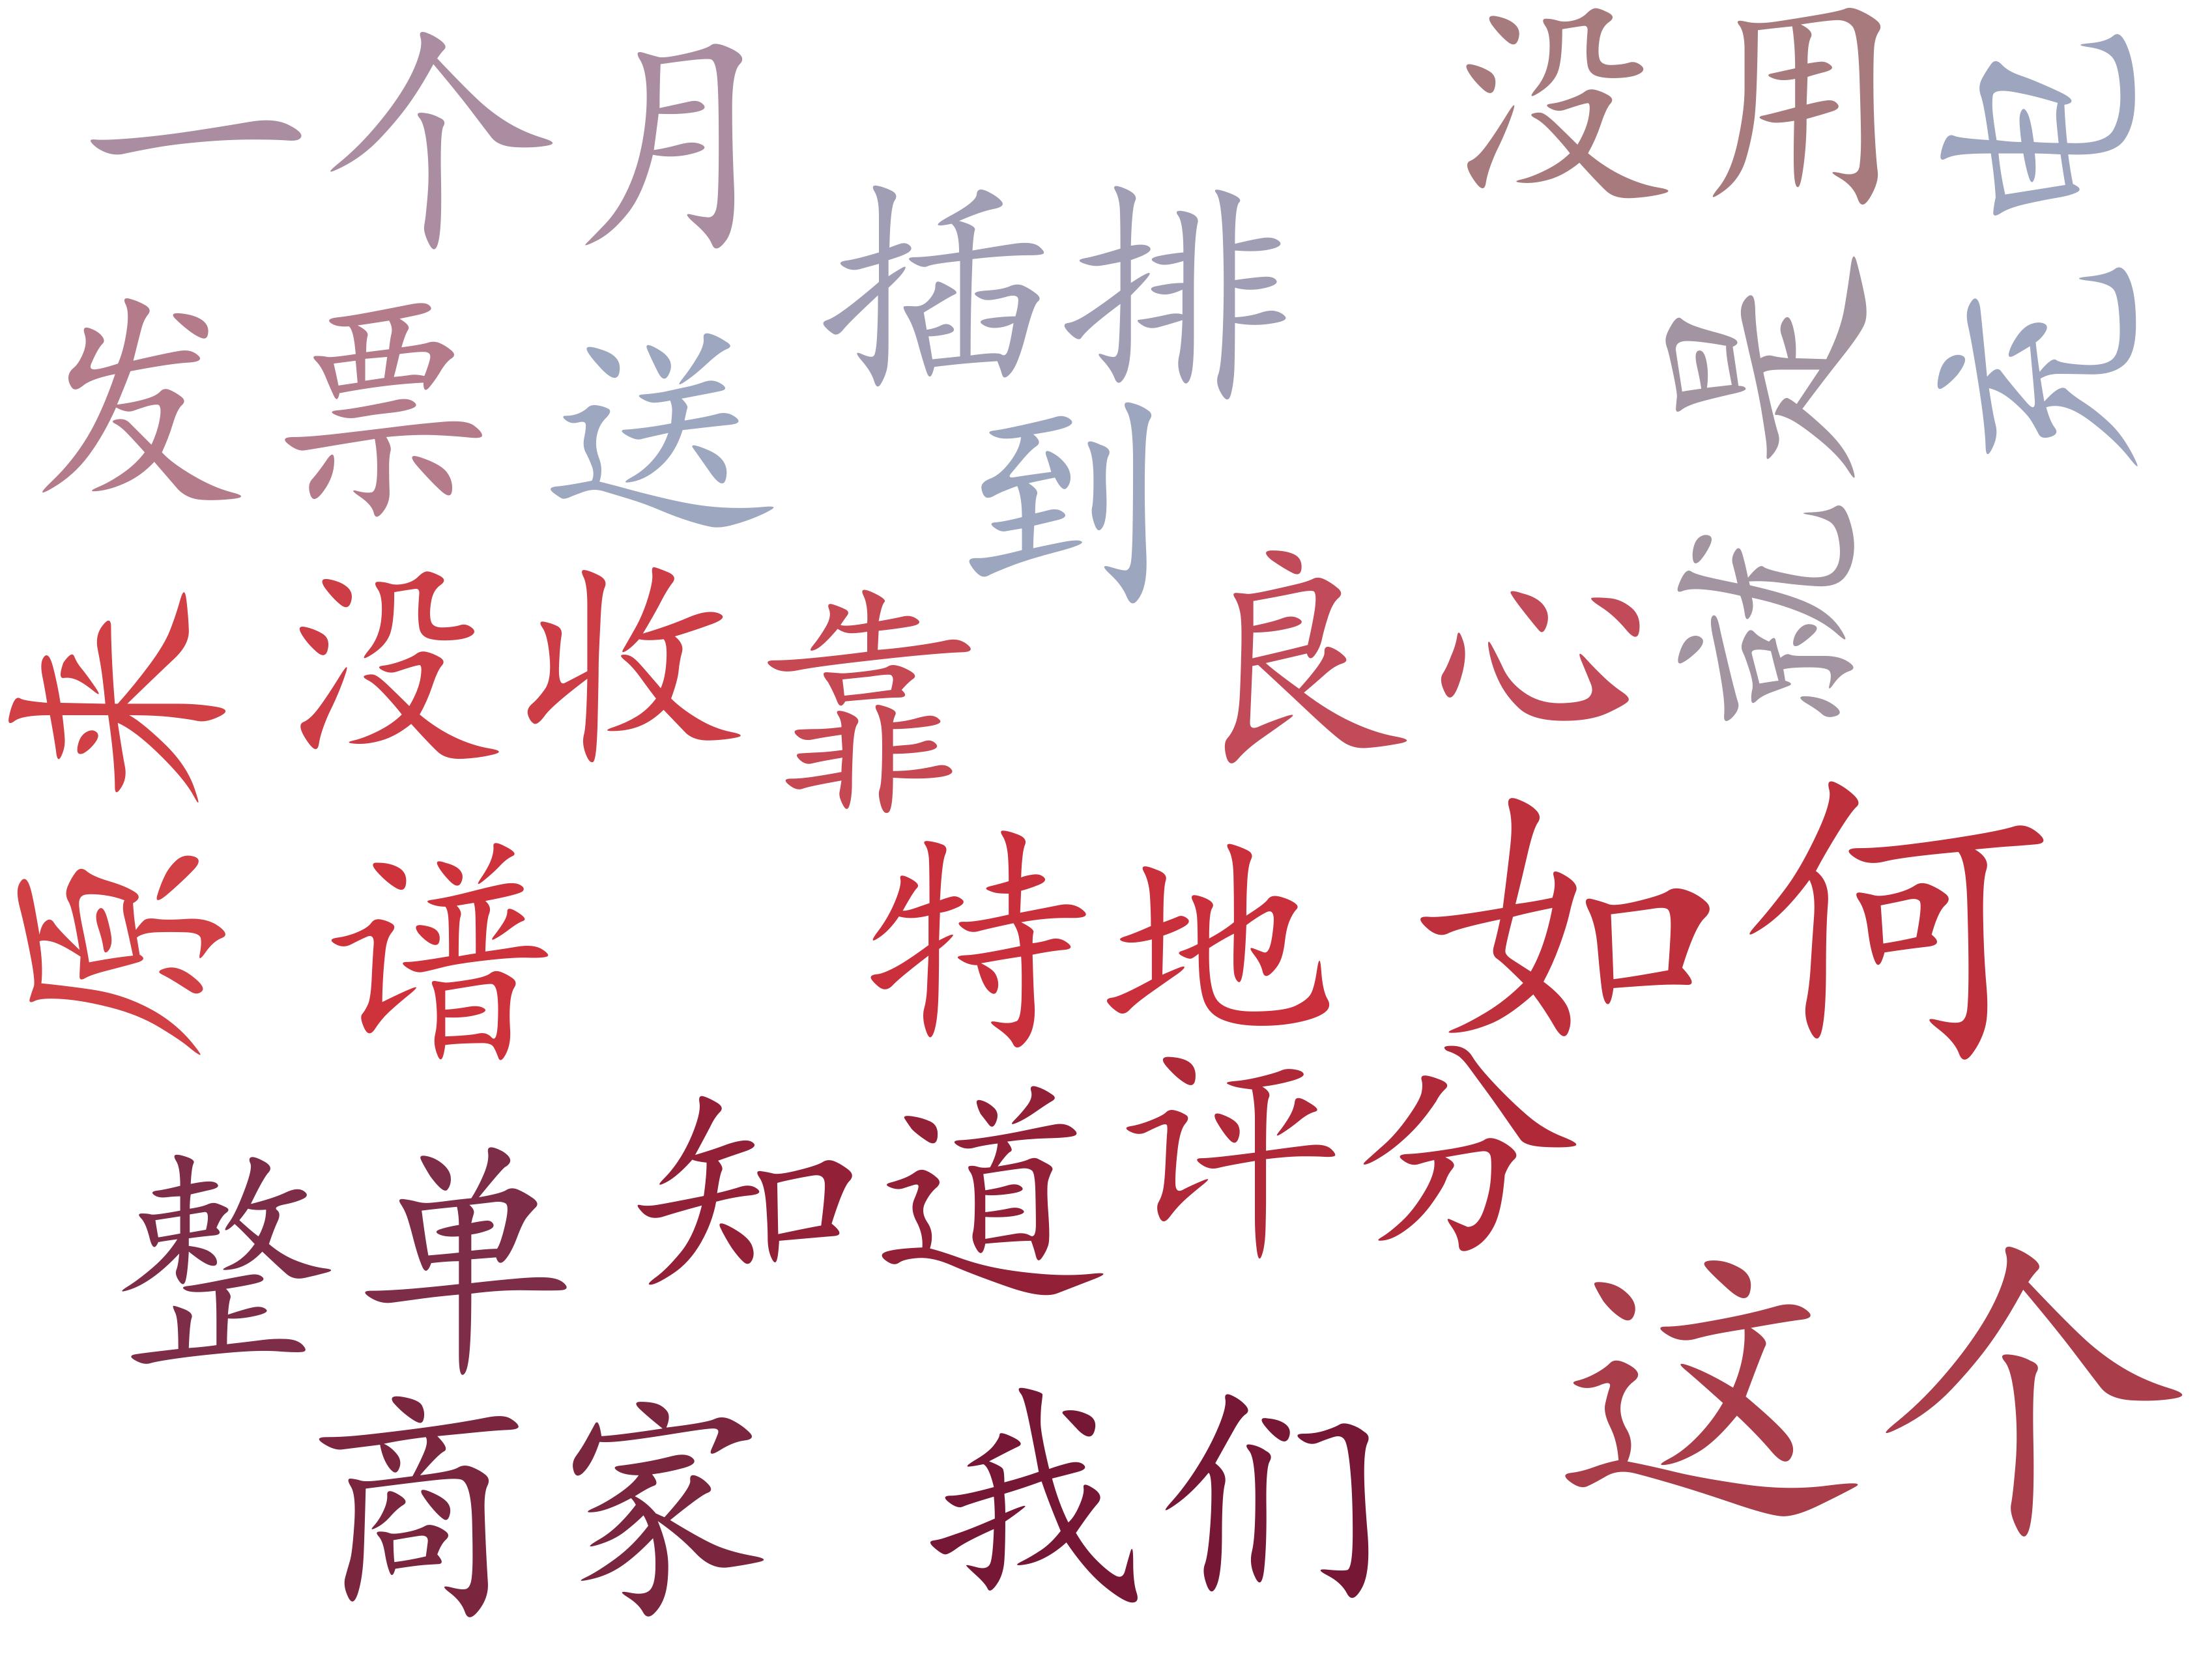 一个月
没用
充电
插排
发票
送
到
就是
原来
没收
靠
良心
谱
特地
如何
评分
知道
整单
这个
商家
我们